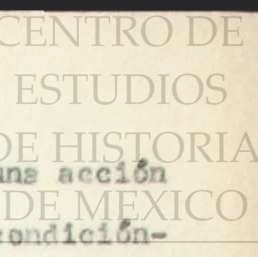 CENTRO DE
ESTUDIOS
DE HISTORIA
una acción
DE MEXICO
condición-